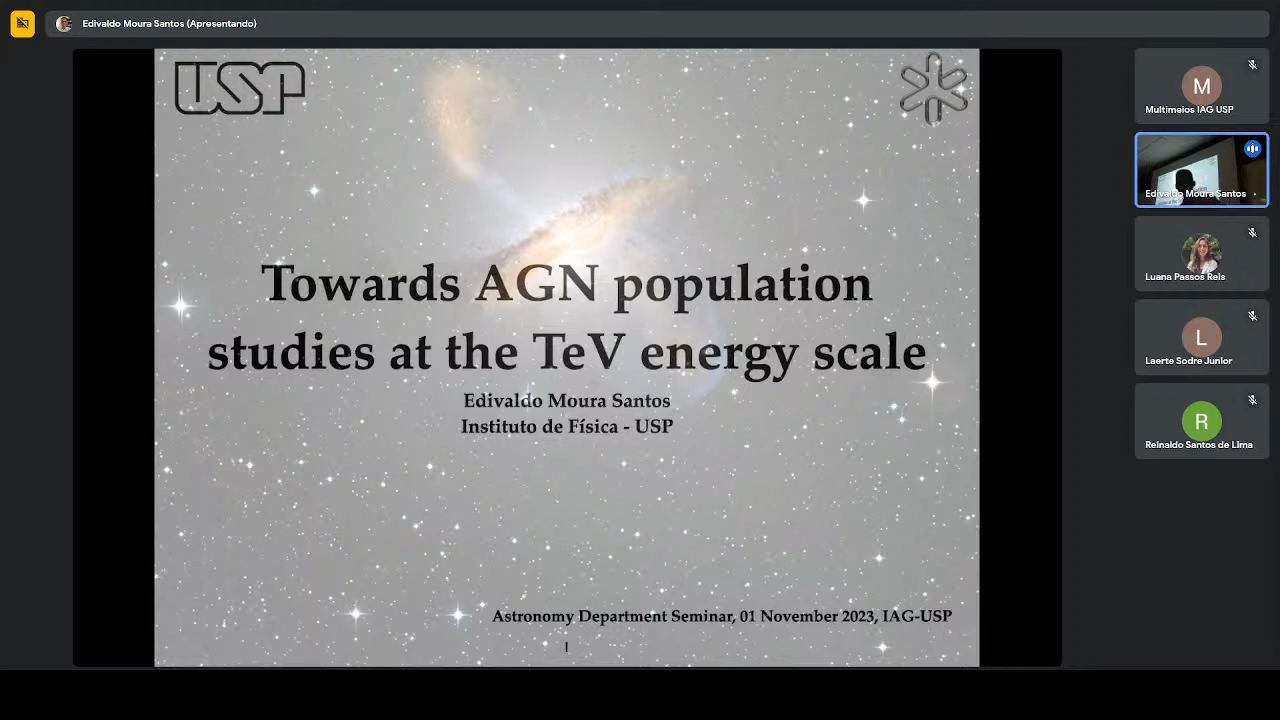 Edivaldo Moura Santos (Apresentando)
USP
Towards AGN population
studies at the TeV energy scale
Edivaldo Moura Santos
Instituto de Física - USP
Astronomy Department Seminar, 01 November 2023, IAG-USP
M
Multimeios IAG USP
Edivaldo Moura Santos
Luana Passos Reis
L
Laerte Sodre Junior
R
Reinaldo Santos de Lima